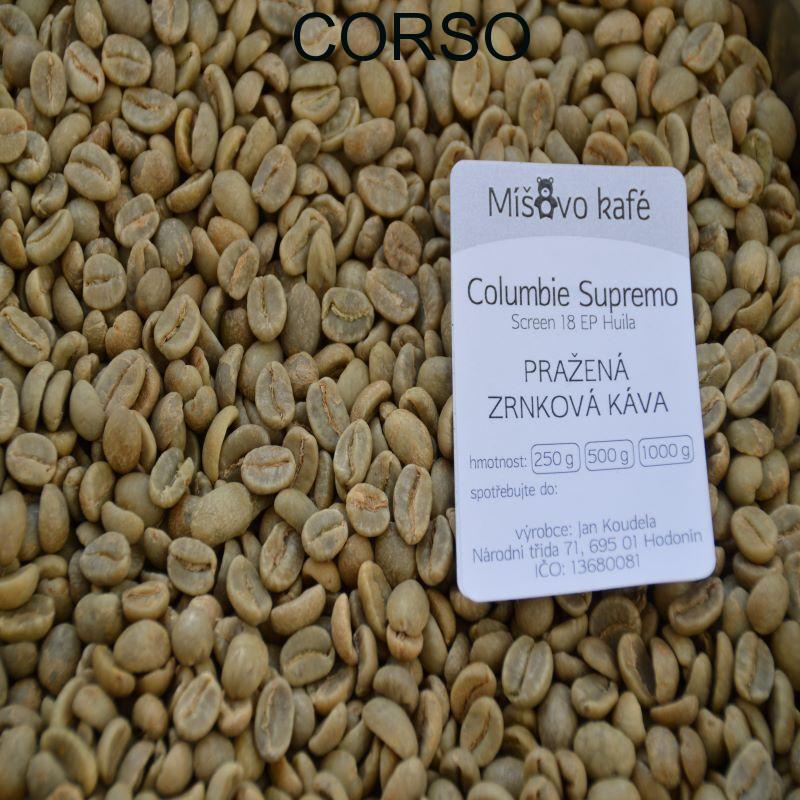 CORSO
Míšovo kafé
Columbie Supremo
Screen 18 EP Huila
PRAŽENÁ
ZRNKOVÁ KÁVA
hmotnost: 250 g 500 g 1000 g
spotřebujte do:
výrobce: Jan Koudela
Národní třída 71, 695 01 Hodonín
IČO: 13680081